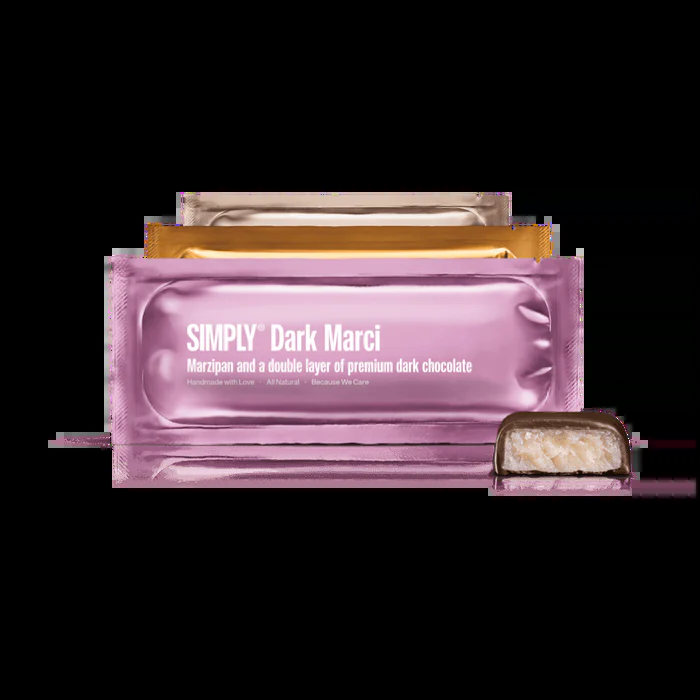 SIMPLY® Dark Marci
Marzipan and a double layer of premium dark chocolate
Handmade with Love · All Natural · Because We Care